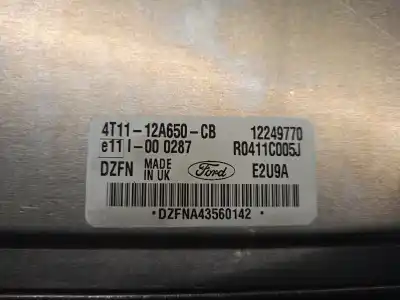 4T11-12A650-CB 12249770
e11 I-00 0287 R0411C005J
DZFN MADE IN UK Ford E2U9A
*DZFNA43560142*